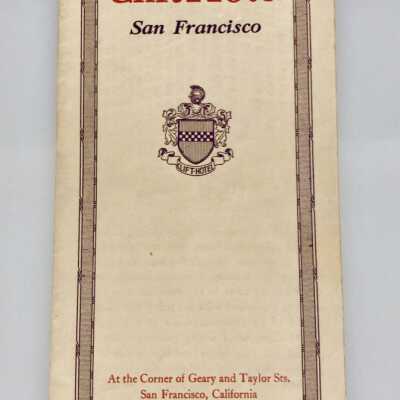 San Francisco
CLIFT-HOTEL
At the Corner of Geary and Taylor Sts.
San Francisco, California